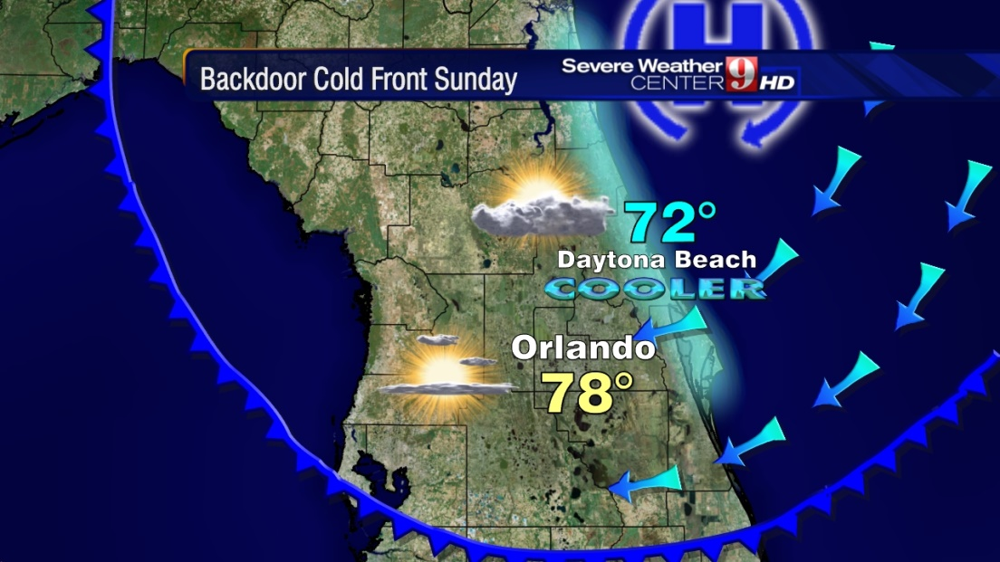 H
Backdoor Cold Front Sunday
Severe Weather
CENTER 9 HD
72°
Daytona Beach
COOLER
Orlando
78°